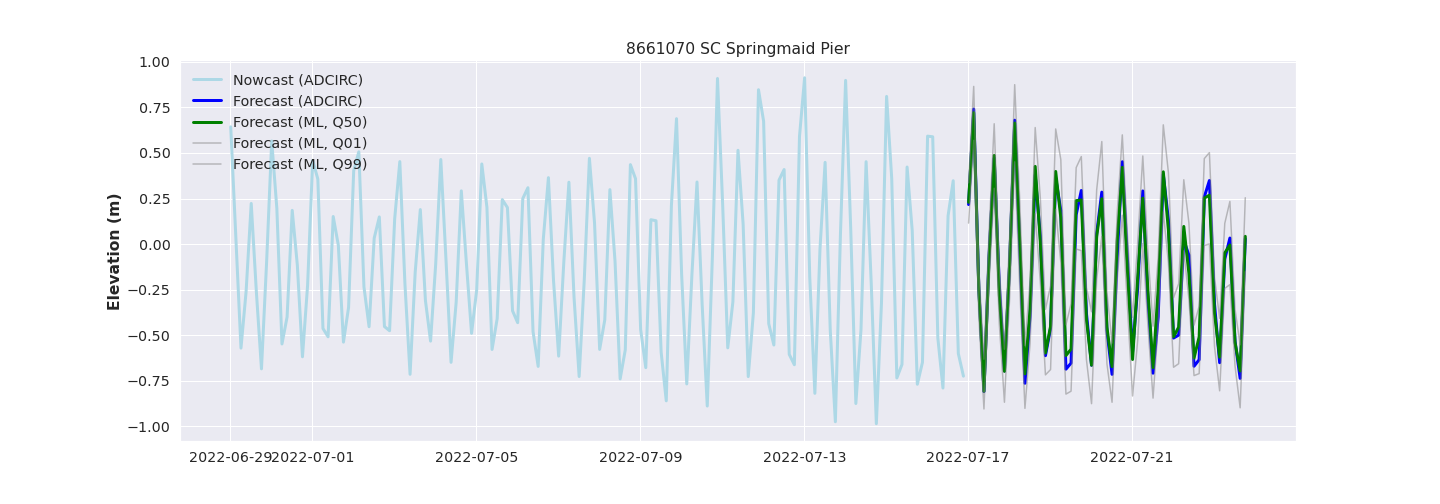 8661070 SC Springmaid Pier
1.00
0.75
0.50
0.25
0.00
−0.25
−0.50
−0.75
−1.00
Elevation (m)
Nowcast (ADCIRC)
Forecast (ADCIRC)
Forecast (ML, Q50)
Forecast (ML, Q01)
Forecast (ML, Q99)
2022-06-29 2022-07-01 2022-07-05 2022-07-09 2022-07-13 2022-07-17 2022-07-21